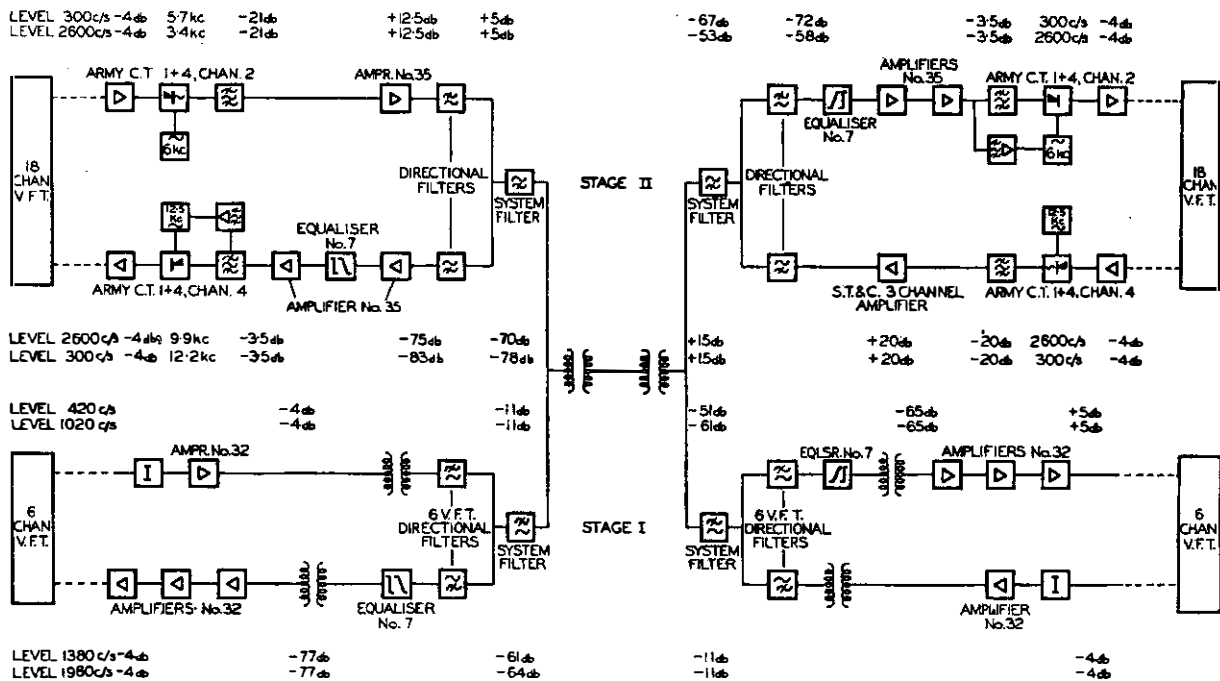 LEVEL 300c/s -4db 5·7kc -21db +12·5db +5db -67db -72db -3·5db 300c/s -4db
LEVEL 2600c/s -4db 3·4kc -21db +12·5db +5db -53db -58db -3·5db 2600c/s -4db
ARMY C.T. 1+4, CHAN. 2
AMPR. No.35
AMPLIFIERS
No.35
ARMY C.T. 1+4, CHAN. 2
6kc
EQUALISER
No.7
6kc
18
CHAN
V.F.T.
DIRECTIONAL
FILTERS
SYSTEM
FILTER
STAGE II
SYSTEM
FILTER
DIRECTIONAL
FILTERS
18
CHAN
V.F.T.
12·5
KC
EQUALISER
No.7
12·5
KC
ARMY C.T. 1+4, CHAN. 4
AMPLIFIER No.35
S.T.&C. 3 CHANNEL
AMPLIFIER
ARMY C.T. 1+4, CHAN. 4
LEVEL 2600c/s -4db 9·9kc -3·5db -75db -70db +15db +20db -20db 2600c/s -4db
LEVEL 300c/s -4db 12·2kc -3·5db -83db -78db +15db +20db -20db 300c/s -4db
LEVEL 420c/s -4db -11db -51db -65db +5db
LEVEL 1020c/s -4db -11db -61db -65db +5db
AMPR. No.32
EQLSR. No.7
AMPLIFIERS No.32
I
6
CHAN
V.F.T.
6 V.F.T.
DIRECTIONAL
FILTERS
SYSTEM
FILTER
STAGE I
SYSTEM
FILTER
6 V.F.T.
DIRECTIONAL
FILTERS
6
CHAN
V.F.T.
AMPLIFIERS No.32
EQUALISER
No.7
AMPLIFIER
No.32
I
LEVEL 1380c/s -4db -77db -61db -11db -4db
LEVEL 1980c/s -4db -77db -64db -11db -4db